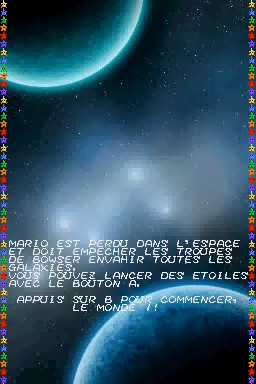 MARIO EST PERDU DANS L'ESPACE
DE DOIT EMPECHER LES TROUPES
DE BOWSER ENVAHIR TOUTES LES
GALAXIES.
VOUS POUVEZ LANCER DES ETOILES
AVEC LE BOUTON A.
APPUIS SUR B POUR COMMENCER,
LE MONDE 1!